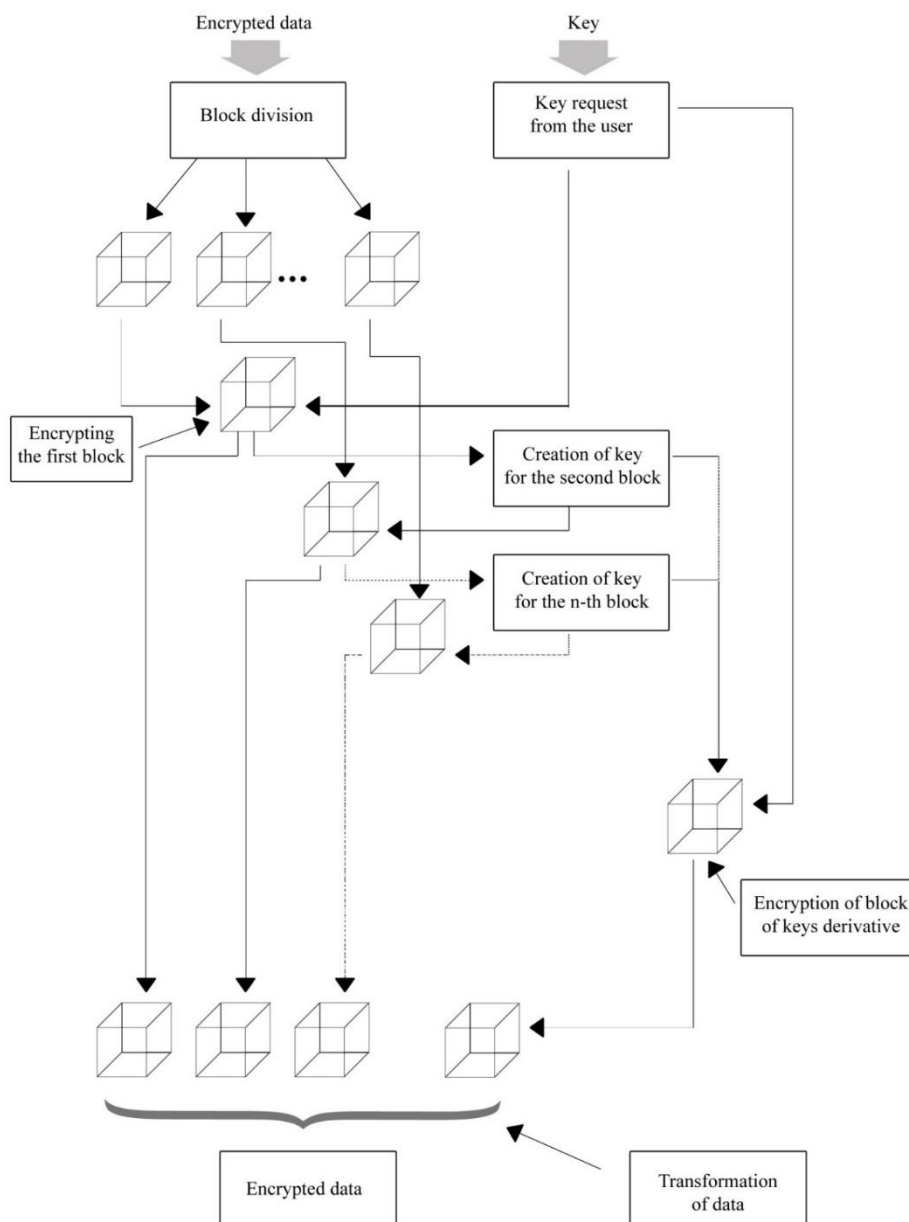 Encrypted data
Key
Block division
Key request
from the user
...
Encrypting
the first block
Creation of key
for the second block
Creation of key
for the n-th block
Encryption of block
of keys derivative
Encrypted data
Transformation
of data